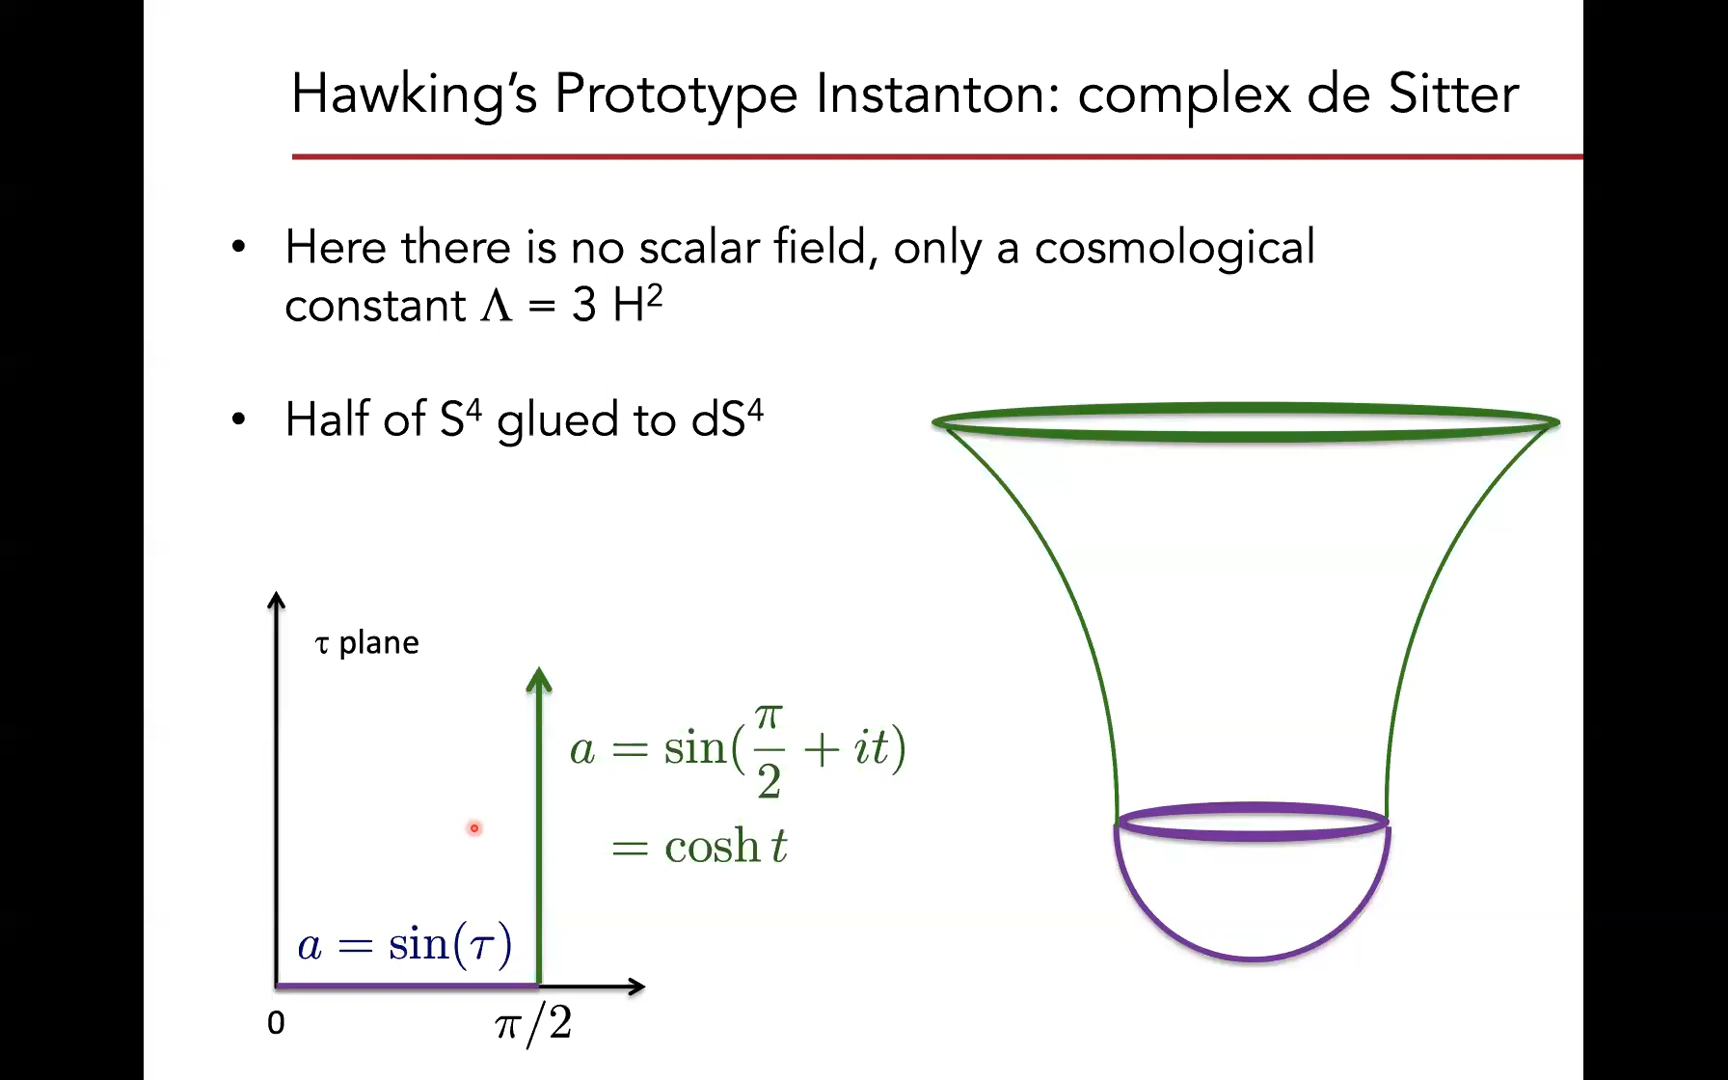 Hawking’s Prototype Instanton: complex de Sitter
• Here there is no scalar field, only a cosmological
constant Λ = 3 H²
• Half of S⁴ glued to dS⁴
τ plane
a = sin(π/2 + it)
= cosh t
a = sin(τ)
0
π/2